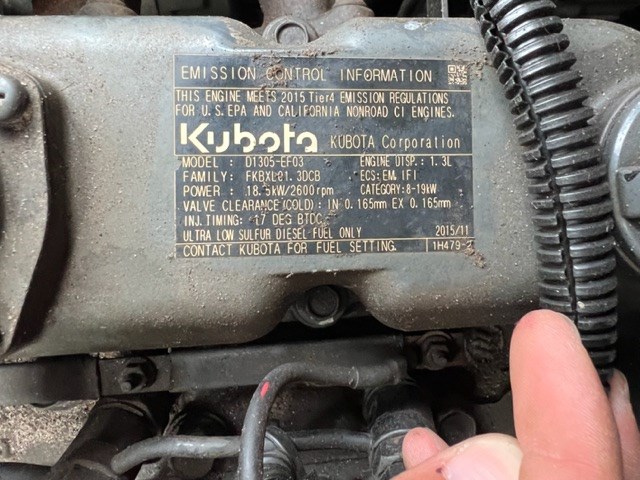 EMISSION CONTROL INFORMATION
THIS ENGINE MEETS 2015 Tier4 EMISSION REGULATIONS
FOR U.S. EPA AND CALIFORNIA NONROAD CI ENGINES.
Kubota KUBOTA Corporation
MODEL : D1305-EF03 ENGINE DISP.: 1.3L
FAMILY: FKBXL01.3DCB ECS: EM, IFI
POWER : 18.5kW/2600rpm CATEGORY:8-19kW
VALVE CLEARANCE(COLD): IN 0.165mm EX 0.165mm
INJ.TIMING: 17 DEG BTDC
ULTRA LOW SULFUR DIESEL FUEL ONLY 2015/11
CONTACT KUBOTA FOR FUEL SETTING. 1H479-2